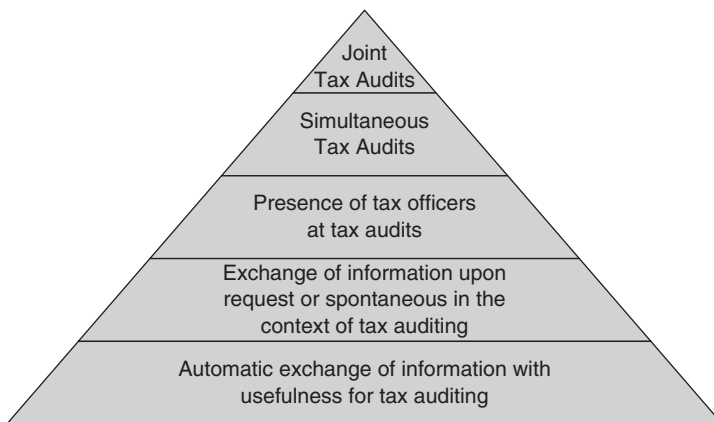 Joint
Tax Audits
Simultaneous
Tax Audits
Presence of tax officers
at tax audits
Exchange of information upon
request or spontaneous in the
context of tax auditing
Automatic exchange of information with
usefulness for tax auditing